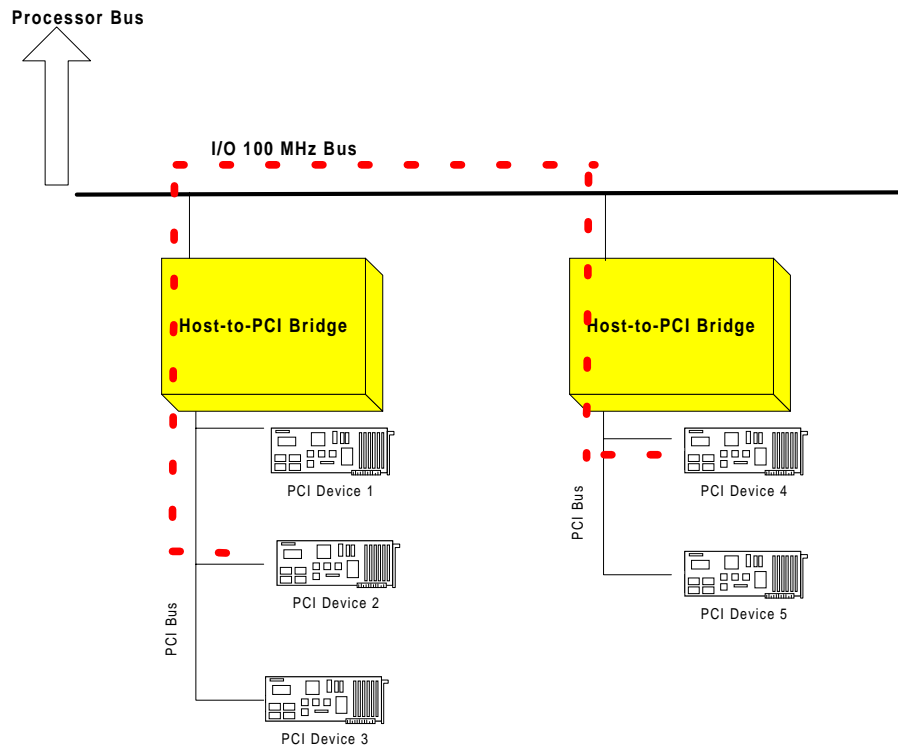 Processor Bus
I/O 100 MHz Bus
Host-to-PCI Bridge
Host-to-PCI Bridge
PCI Device 1
PCI Device 4
PCI Bus
PCI Device 2
PCI Device 5
PCI Bus
PCI Device 3